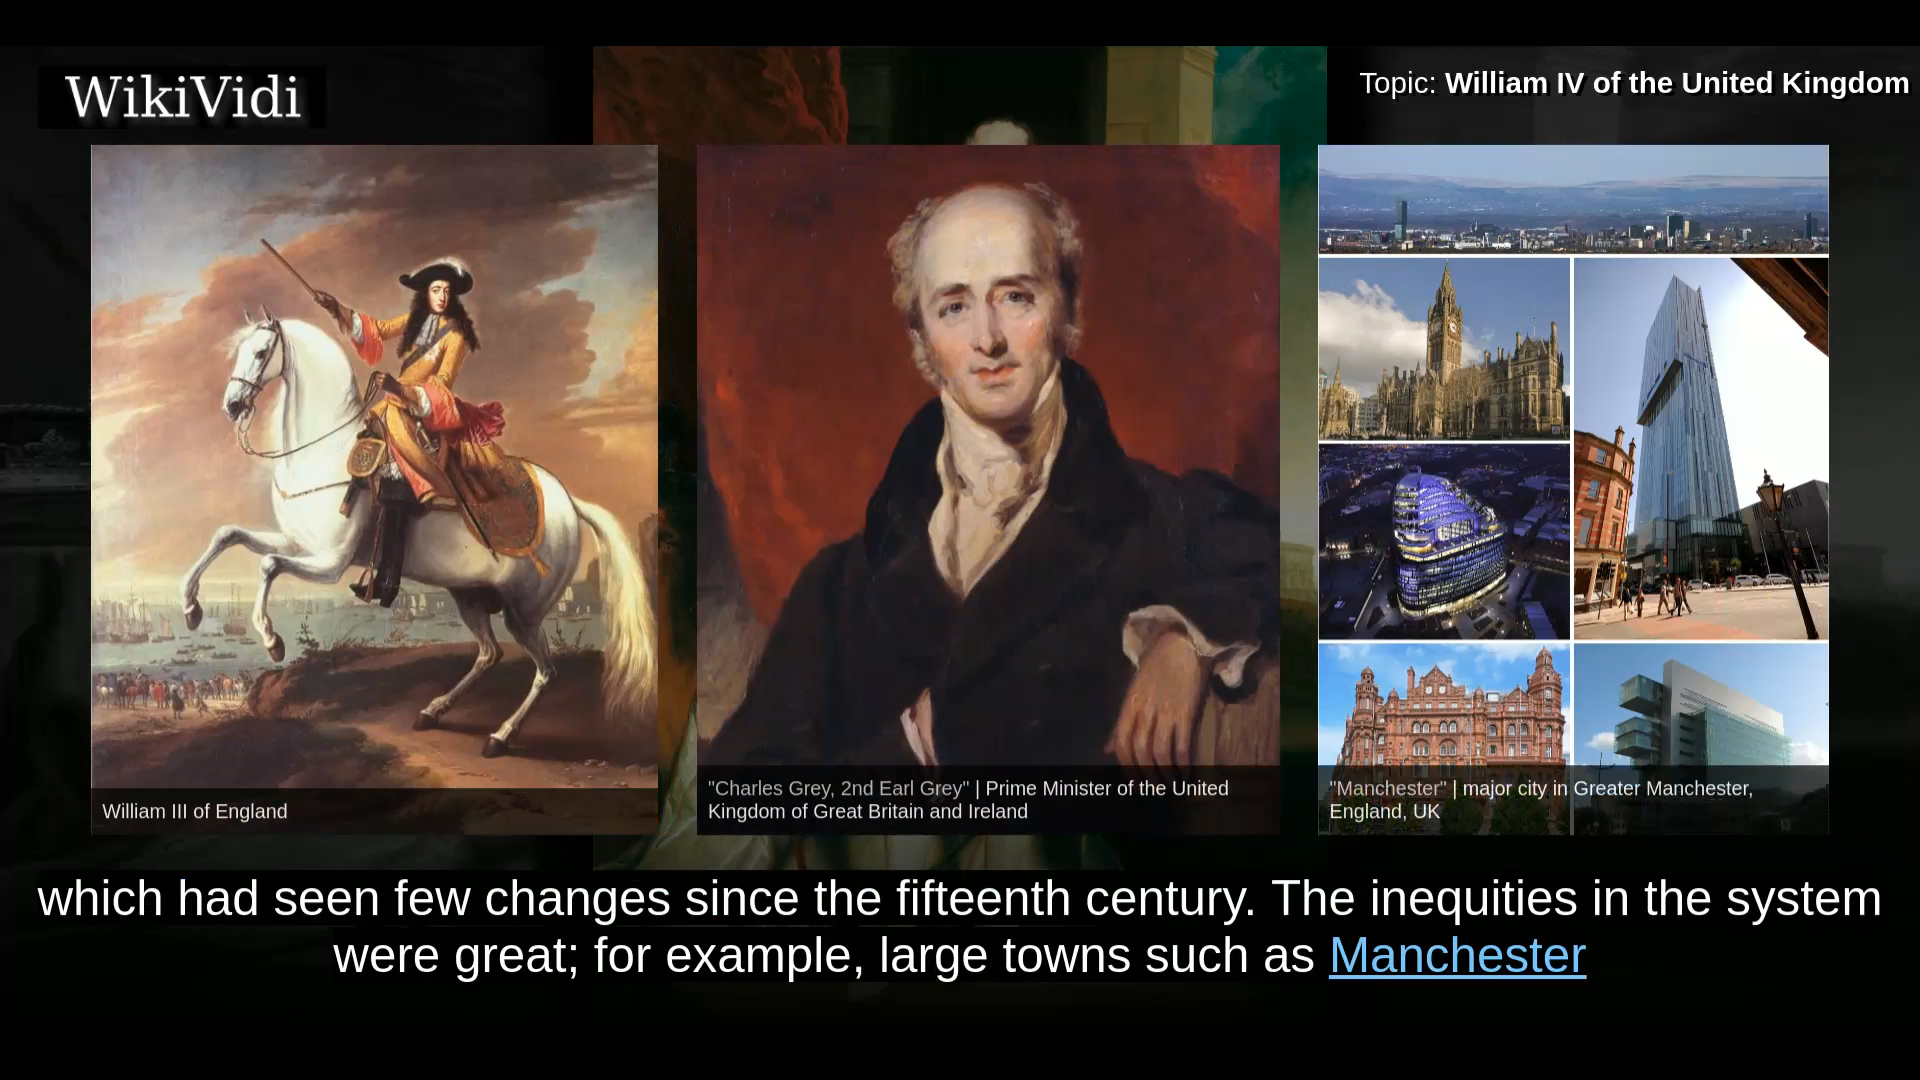 WikiVidi
Topic: William IV of the United Kingdom
William III of England
"Charles Grey, 2nd Earl Grey" | Prime Minister of the United
Kingdom of Great Britain and Ireland
"Manchester" | major city in Greater Manchester,
England, UK
which had seen few changes since the fifteenth century. The inequities in the system
were great; for example, large towns such as Manchester